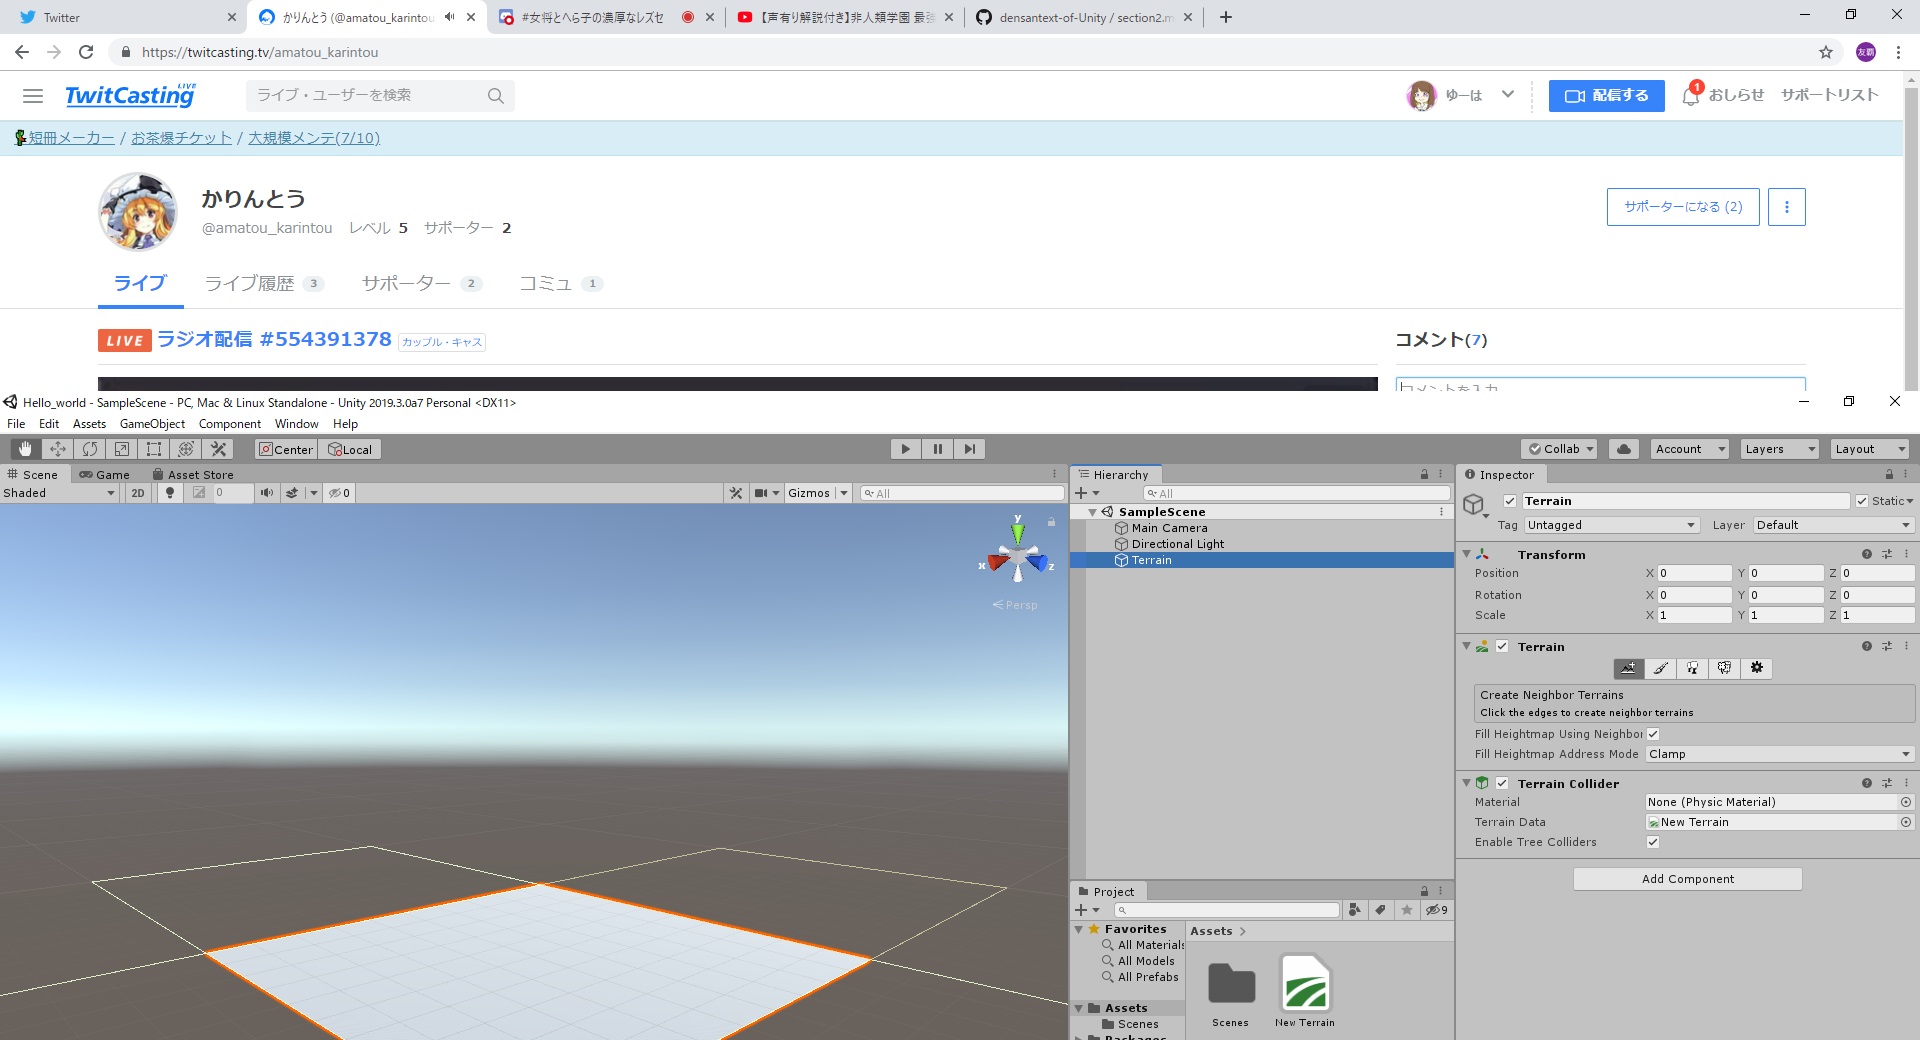 Twitter
かりんとう (@amatou_karintou
#女将とへら子の濃厚なレズセ
【声有り解説付き】非人類学園 最強
densantext-of-Unity / section2.m
https://twitcasting.tv/amatou_karintou
友覇
TwitCasting LIVE
ライブ・ユーザーを検索
ゆーは
配信する
1
おしらせ
サポートリスト
短冊メーカー / お茶爆チケット / 大規模メンテ(7/10)
かりんとう
@amatou_karintou レベル 5 サポーター 2
サポーターになる (2)
ライブ ライブ履歴 3 サポーター 2 コミュ 1
LIVE ラジオ配信 #554391378 カップル・キャス
コメント(7)
コメントを入力
Hello_world - SampleScene - PC, Mac & Linux Standalone - Unity 2019.3.0a7 Personal <DX11>
File Edit Assets GameObject Component Window Help
Center Local
Collab Account Layers Layout
Scene Game Asset Store
Shaded 2D 0 0 Gizmos All
y
x
z
Persp
Hierarchy
All
SampleScene
Main Camera
Directional Light
Terrain
Project
9
Favorites
All Materials
All Models
All Prefabs
Assets
Scenes
Packages
Assets
Scenes
New Terrain
Inspector
Terrain Static
Tag Untagged Layer Default
Transform
Position X 0 Y 0 Z 0
Rotation X 0 Y 0 Z 0
Scale X 1 Y 1 Z 1
Terrain
Create Neighbor Terrains
Click the edges to create neighbor terrains
Fill Heightmap Using Neighbor
Fill Heightmap Address Mode Clamp
Terrain Collider
Material None (Physic Material)
Terrain Data New Terrain
Enable Tree Colliders
Add Component